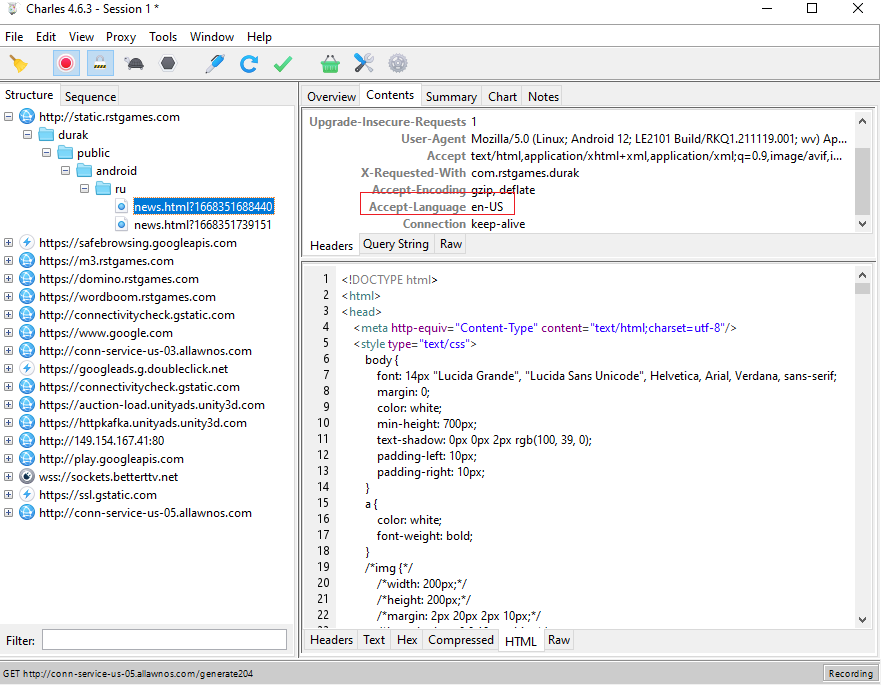 Charles 4.6.3 - Session 1 *
File Edit View Proxy Tools Window Help
Structure Sequence
http://static.rstgames.com
durak
public
android
ru
news.html?1668351688440
news.html?1668351739151
https://safebrowsing.googleapis.com
https://m3.rstgames.com
https://domino.rstgames.com
https://wordboom.rstgames.com
http://connectivitycheck.gstatic.com
https://www.google.com
http://conn-service-us-03.allawnos.com
https://googleads.g.doubleclick.net
https://connectivitycheck.gstatic.com
https://auction-load.unityads.unity3d.com
https://httpkafka.unityads.unity3d.com
http://149.154.167.41:80
http://play.googleapis.com
wss://sockets.betterttv.net
https://ssl.gstatic.com
http://conn-service-us-05.allawnos.com
Filter:
Overview Contents Summary Chart Notes
Upgrade-Insecure-Requests 1
User-Agent Mozilla/5.0 (Linux; Android 12; LE2101 Build/RKQ1.211119.001; wv) Ap...
Accept text/html,application/xhtml+xml,application/xml;q=0.9,image/avif,i...
X-Requested-With com.rstgames.durak
Accept-Encoding gzip, deflate
Accept-Language en-US
Connection keep-alive
Headers Query String Raw
1 <!DOCTYPE html>
2 <html>
3 <head>
4 <meta http-equiv="Content-Type" content="text/html;charset=utf-8"/>
5 <style type="text/css">
6 body {
7 font: 14px "Lucida Grande", "Lucida Sans Unicode", Helvetica, Arial, Verdana, sans-serif;
8 margin: 0;
9 color: white;
10 min-height: 700px;
11 text-shadow: 0px 0px 2px rgb(100, 39, 0);
12 padding-left: 10px;
13 padding-right: 10px;
14 }
15 a {
16 color: white;
17 font-weight: bold;
18 }
19 /*img {*/
20 /*width: 200px;*/
21 /*height: 200px;*/
22 /*margin: 2px 20px 2px 10px;*/
Headers Text Hex Compressed HTML Raw
GET http://conn-service-us-05.allawnos.com/generate204
Recording